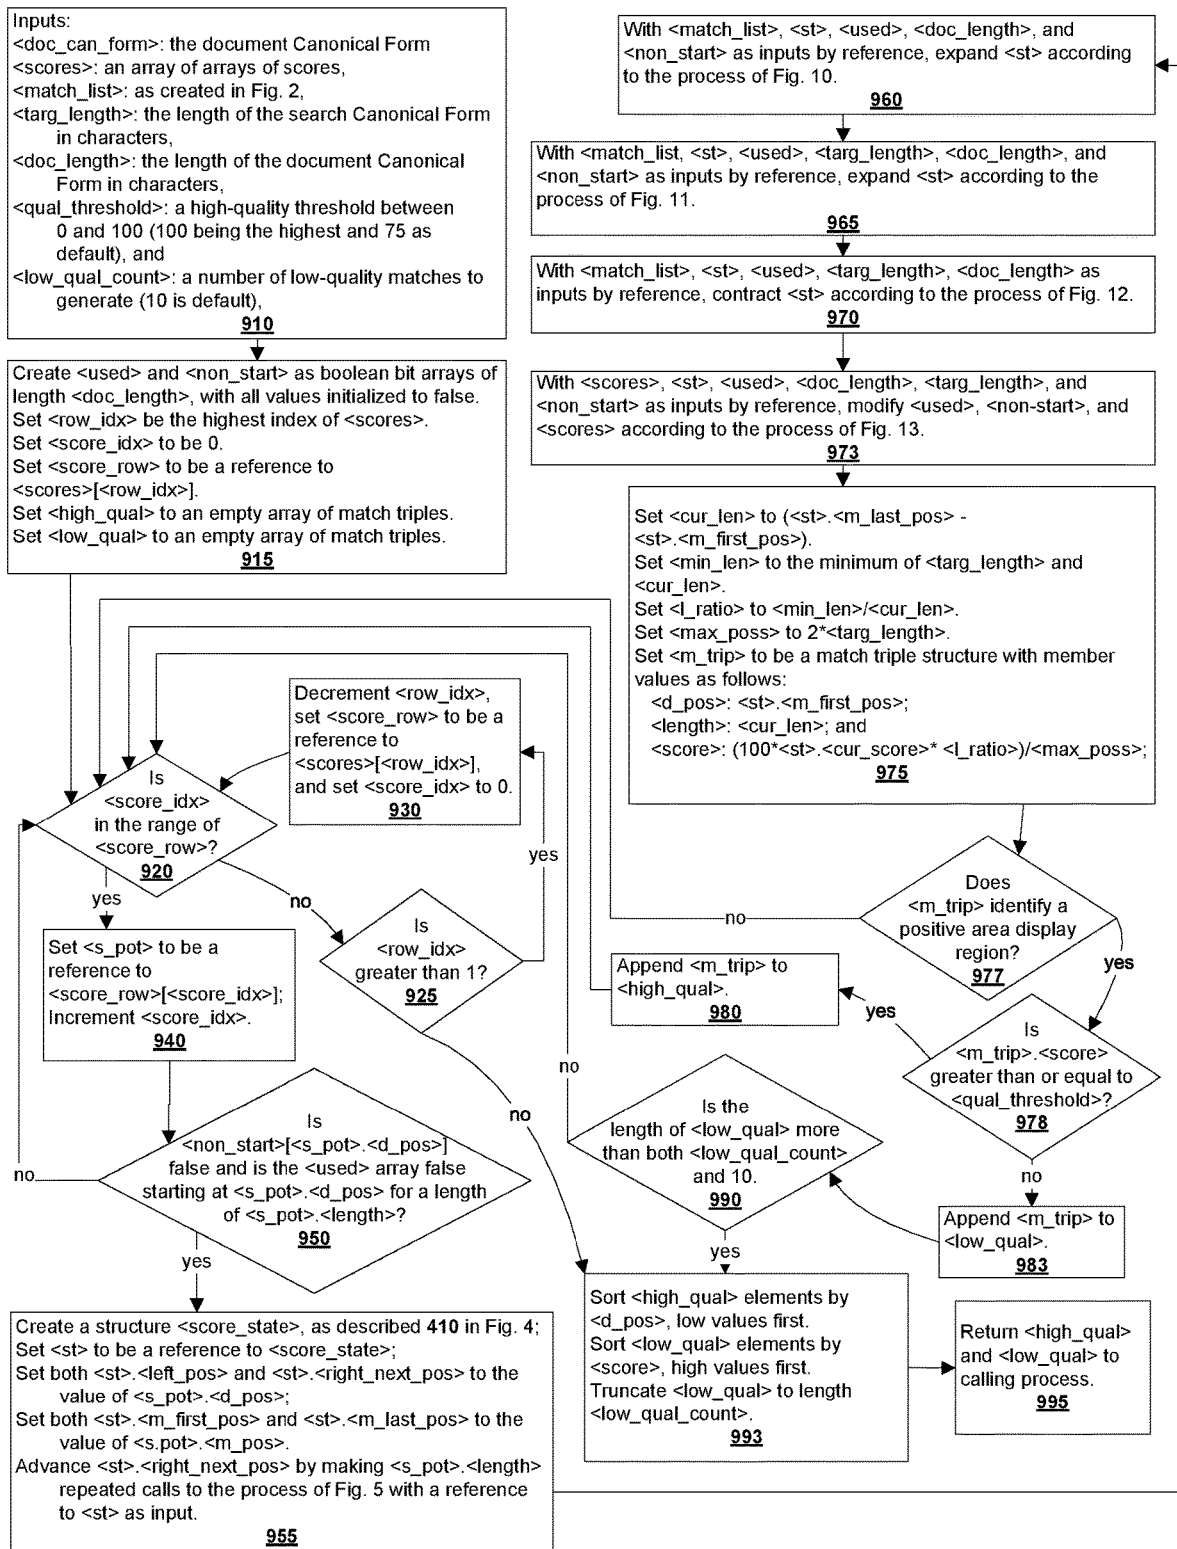 Inputs:
<doc_can_form>: the document Canonical Form
<scores>: an array of arrays of scores,
<match_list>: as created in Fig. 2,
<targ_length>: the length of the search Canonical Form
in characters,
<doc_length>: the length of the document Canonical
Form in characters,
<qual_threshold>: a high-quality threshold between
0 and 100 (100 being the highest and 75 as
default), and
<low_qual_count>: a number of low-quality matches to
generate (10 is default),
910
Create <used> and <non_start> as boolean bit arrays of
length <doc_length>, with all values initialized to false.
Set <row_idx> be the highest index of <scores>.
Set <score_idx> to be 0.
Set <score_row> to be a reference to
<scores>[<row_idx>].
Set <high_qual> to an empty array of match triples.
Set <low_qual> to an empty array of match triples.
915
Decrement <row_idx>,
set <score_row> to be a
reference to
<scores>[<row_idx>],
and set <score_idx> to 0.
930
Is
<score_idx>
in the range of
<score_row>?
920
yes
no
yes
Is
<row_idx>
greater than 1?
925
no
Set <s_pot> to be a
reference to
<score_row>[<score_idx>];
Increment <score_idx>.
940
Is
<non_start>[<s_pot>.<d_pos>]
false and is the <used> array false
starting at <s_pot>.<d_pos> for a length
of <s_pot>.<length>?
950
no
yes
Create a structure <score_state>, as described 410 in Fig. 4;
Set <st> to be a reference to <score_state>;
Set both <st>.<left_pos> and <st>.<right_next_pos> to the
value of <s_pot>.<d_pos>;
Set both <st>.<m_first_pos> and <st>.<m_last_pos> to the
value of <s.pot>.<m_pos>.
Advance <st>.<right_next_pos> by making <s_pot>.<length>
repeated calls to the process of Fig. 5 with a reference
to <st> as input.
955
With <match_list>, <st>, <used>, <doc_length>, and
<non_start> as inputs by reference, expand <st> according
to the process of Fig. 10.
960
With <match_list, <st>, <used>, <targ_length>, <doc_length>, and
<non_start> as inputs by reference, expand <st> according to the
process of Fig. 11.
965
With <match_list>, <st>, <used>, <targ_length>, <doc_length> as
inputs by reference, contract <st> according to the process of Fig. 12.
970
With <scores>, <st>, <used>, <doc_length>, <targ_length>, and
<non_start> as inputs by reference, modify <used>, <non-start>, and
<scores> according to the process of Fig. 13.
973
Set <cur_len> to (<st>.<m_last_pos> -
<st>.<m_first_pos>).
Set <min_len> to the minimum of <targ_length> and
<cur_len>.
Set <l_ratio> to <min_len>/<cur_len>.
Set <max_poss> to 2*<targ_length>.
Set <m_trip> to be a match triple structure with member
values as follows:
<d_pos>: <st>.<m_first_pos>;
<length>: <cur_len>; and
<score>: (100*<st>.<cur_score>* <l_ratio>)/<max_poss>;
975
Does
<m_trip> identify a
positive area display
region?
977
no
yes
Is
<m_trip>.<score>
greater than or equal to
<qual_threshold>?
978
yes
no
Append <m_trip> to
<high_qual>.
980
Append <m_trip> to
<low_qual>.
983
Is the
length of <low_qual> more
than both <low_qual_count>
and 10.
990
no
yes
Sort <high_qual> elements by
<d_pos>, low values first.
Sort <low_qual> elements by
<score>, high values first.
Truncate <low_qual> to length
<low_qual_count>.
993
Return <high_qual>
and <low_qual> to
calling process.
995